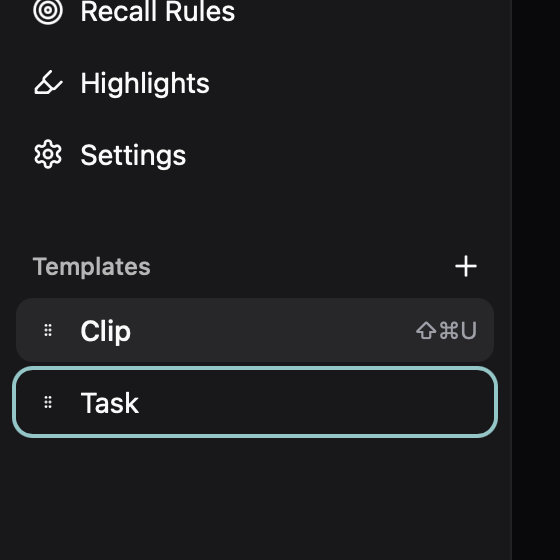 Recall Rules
Highlights
Settings
Templates
Clip ⇧⌘U
Task